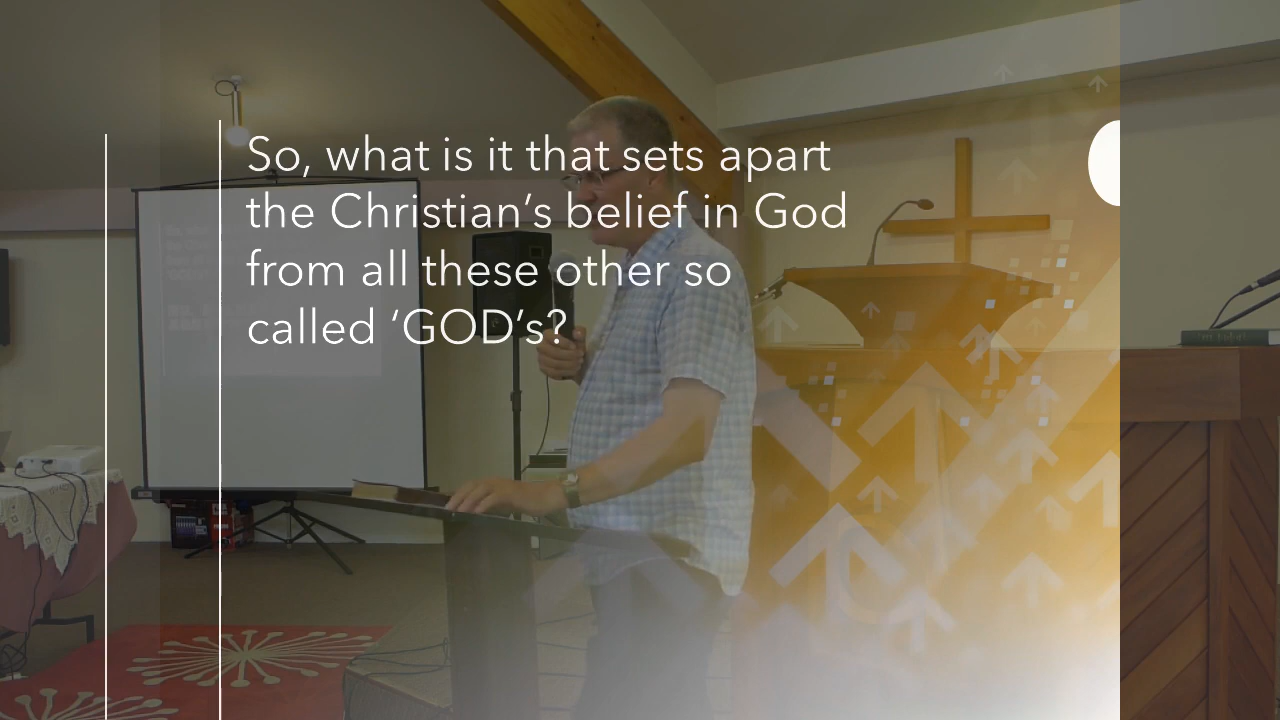 So, what is it that sets apart
the Christian’s belief in God
from all these other so
called ‘GOD’s?